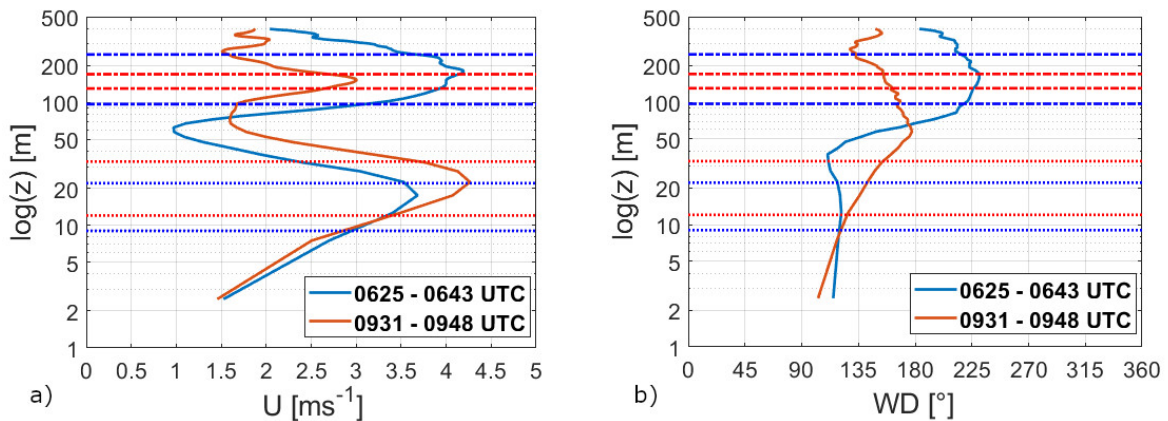 500
200
100
50
20
10
5
2
1
log(z) [m]
0 0.5 1 1.5 2 2.5 3 3.5 4 4.5 5
U [ms⁻¹]
a)
0625 - 0643 UTC
0931 - 0948 UTC
500
200
100
50
20
10
5
2
1
log(z) [m]
0 45 90 135 180 225 270 315 360
WD [°]
b)
0625 - 0643 UTC
0931 - 0948 UTC